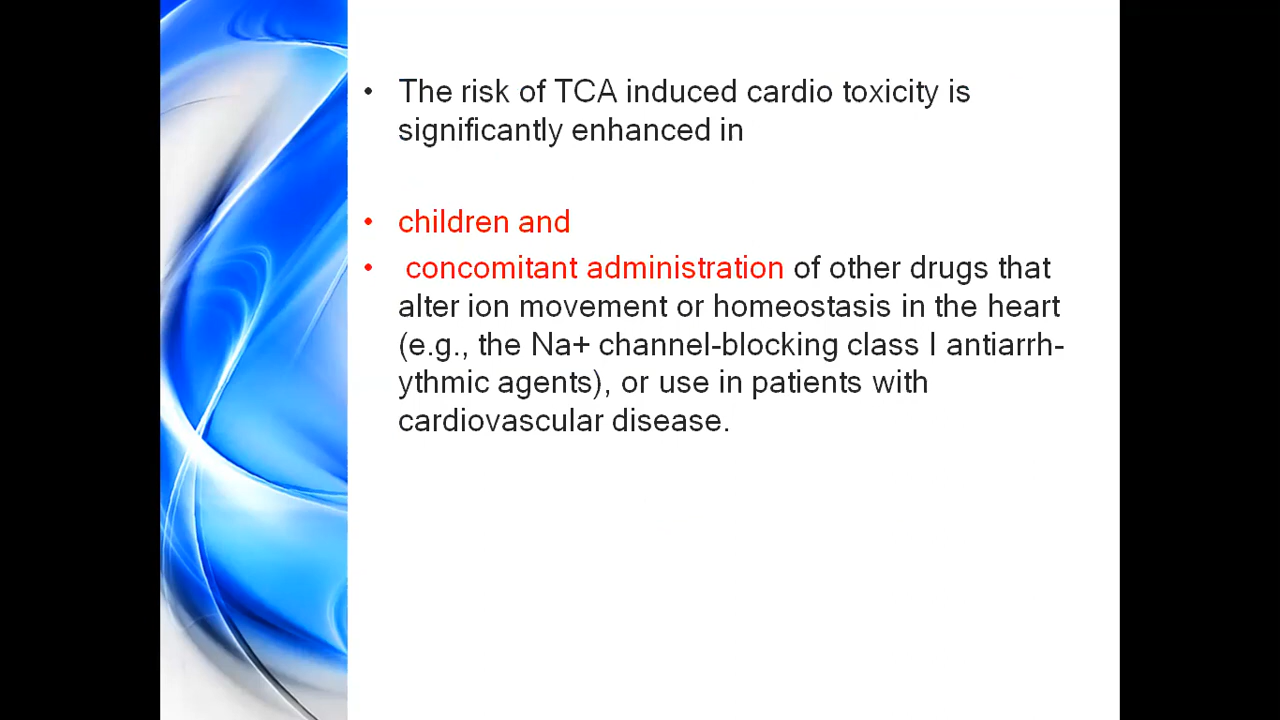 • The risk of TCA induced cardio toxicity is
significantly enhanced in
• children and
• concomitant administration of other drugs that
alter ion movement or homeostasis in the heart
(e.g., the Na+ channel-blocking class I antiarrh-
ythmic agents), or use in patients with
cardiovascular disease.